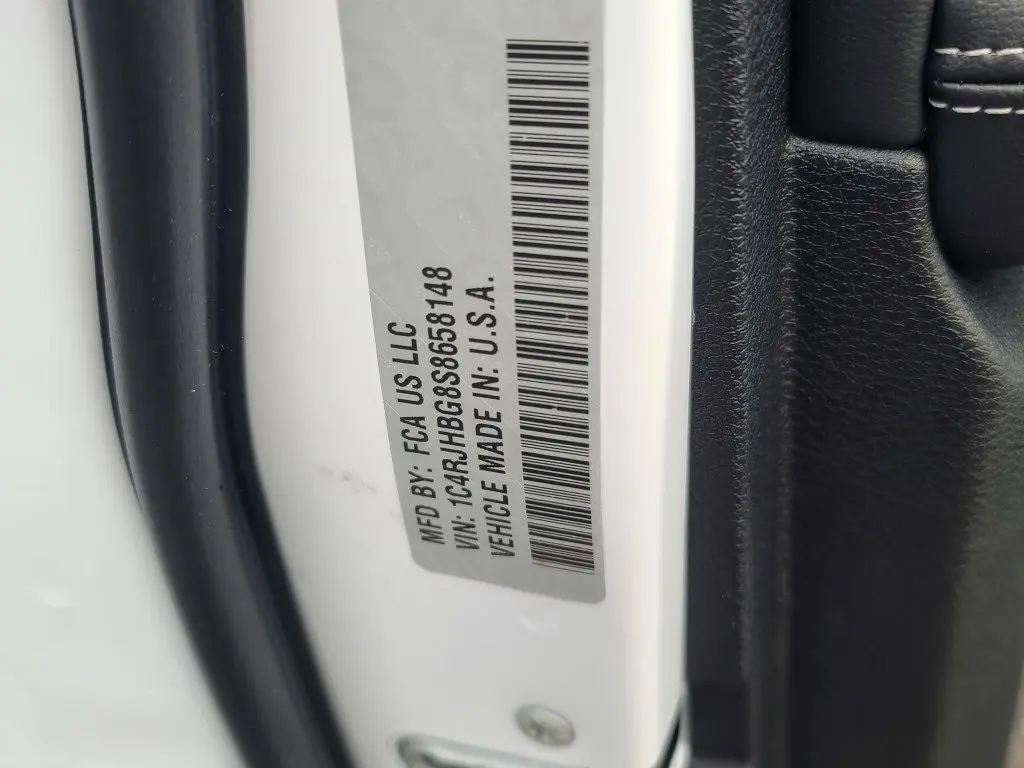 MFD BY: FCA US LLC
VIN: 1C4RJHBG8S8658148
VEHICLE MADE IN: U.S.A.